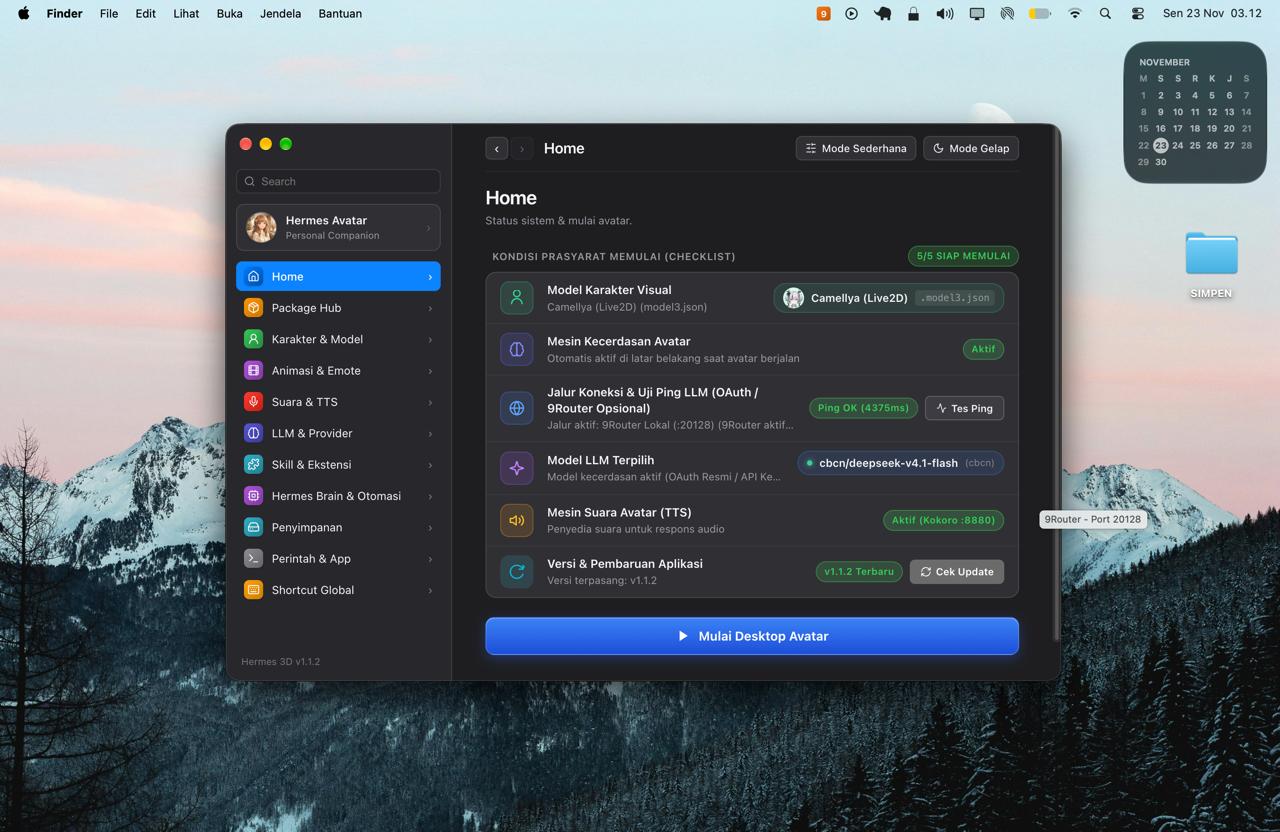 Finder File Edit Lihat Buka Jendela Bantuan
9
Sen 23 Nov 03.12
NOVEMBER
M S S R K J S
1 2 3 4 5 6 7
8 9 10 11 12 13 14
15 16 17 18 19 20 21
22 23 24 25 26 27 28
29 30
SIMPEN
Search
Hermes Avatar
Personal Companion
Home
Package Hub
Karakter & Model
Animasi & Emote
Suara & TTS
LLM & Provider
Skill & Ekstensi
Hermes Brain & Otomasi
Penyimpanan
Perintah & App
Shortcut Global
Hermes 3D v1.1.2
Home
Mode Sederhana
Mode Gelap
Home
Status sistem & mulai avatar.
KONDISI PRASYARAT MEMULAI (CHECKLIST)
5/5 SIAP MEMULAI
Model Karakter Visual
Camellya (Live2D) (model3.json)
Camellya (Live2D) .model3.json
Mesin Kecerdasan Avatar
Otomatis aktif di latar belakang saat avatar berjalan
Aktif
Jalur Koneksi & Uji Ping LLM (OAuth /
9Router Opsional)
Jalur aktif: 9Router Lokal (:20128) (9Router aktif...
Ping OK (4375ms)
Tes Ping
Model LLM Terpilih
Model kecerdasan aktif (OAuth Resmi / API Ke...
cbcn/deepseek-v4.1-flash (cbcn)
Mesin Suara Avatar (TTS)
Penyedia suara untuk respons audio
Aktif (Kokoro :8880)
Versi & Pembaruan Aplikasi
Versi terpasang: v1.1.2
v1.1.2 Terbaru
Cek Update
Mulai Desktop Avatar
9Router - Port 20128